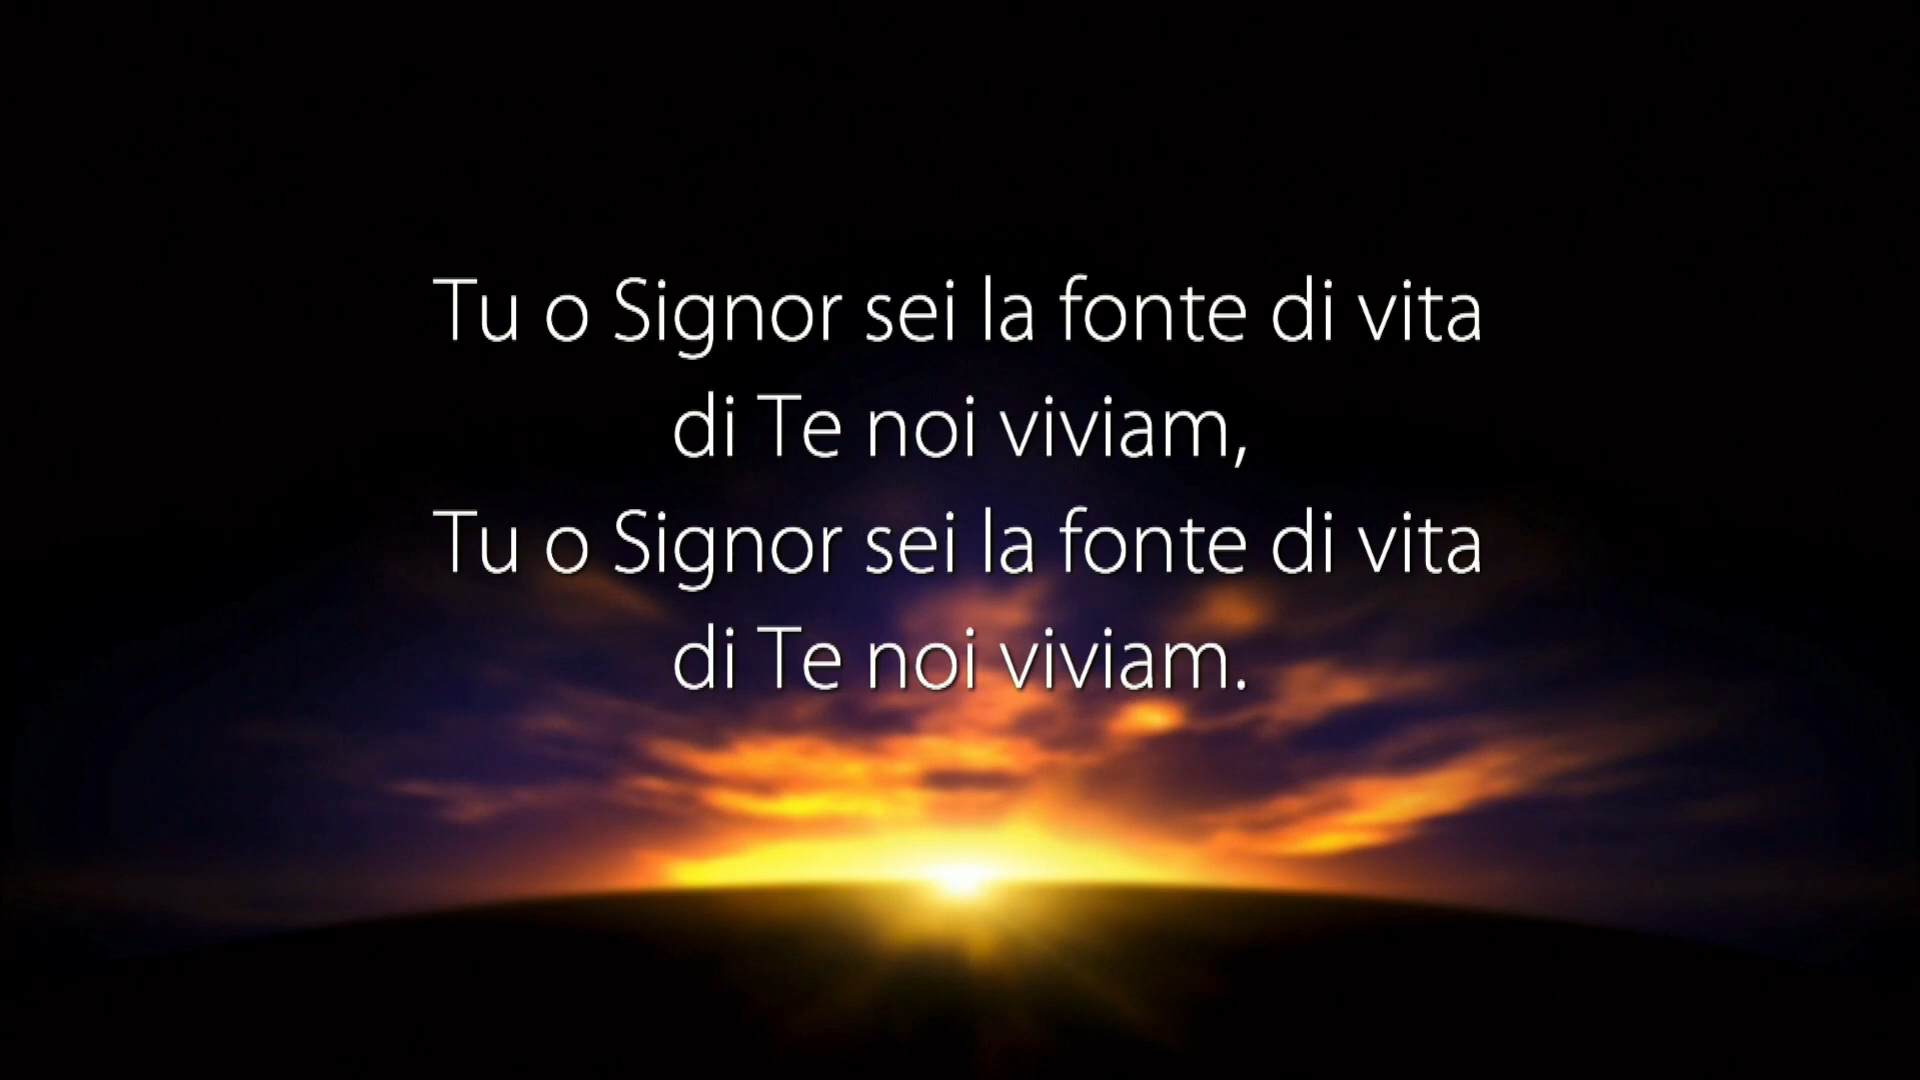 Tu o Signor sei la fonte di vita
di Te noi viviam,
Tu o Signor sei la fonte di vita
di Te noi viviam.